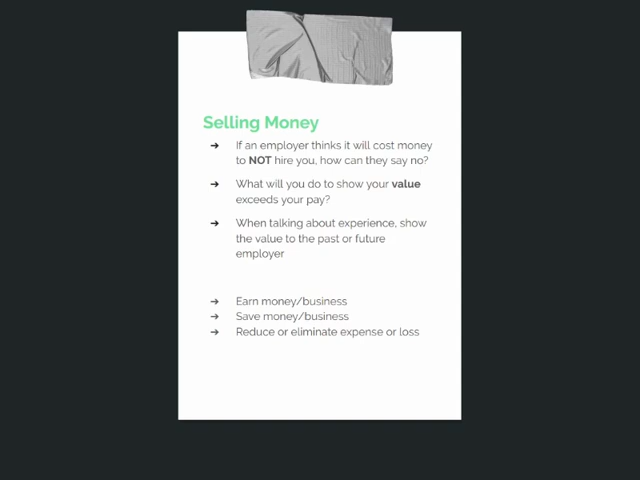 Selling Money
➔ If an employer thinks it will cost money
to NOT hire you, how can they say no?
➔ What will you do to show your value
exceeds your pay?
➔ When talking about experience, show
the value to the past or future
employer
➔ Earn money/business
➔ Save money/business
➔ Reduce or eliminate expense or loss